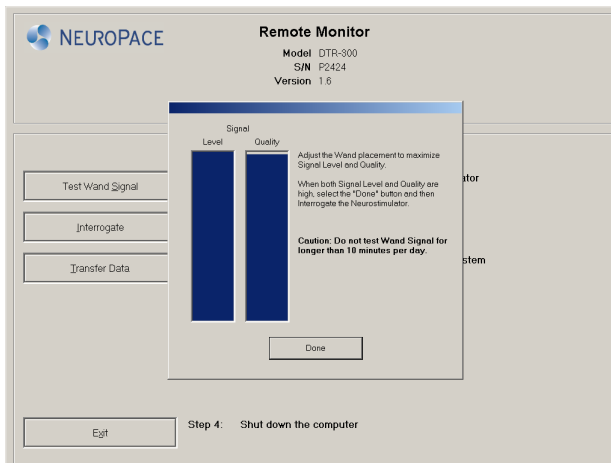 NEUROPACE
Remote Monitor
Model DTR-300
S/N P2424
Version 1.6
Signal
Level Quality
Adjust the Wand placement to maximize
Signal Level and Quality.
When both Signal Level and Quality are
high, select the "Done" button and then
Interrogate the Neurostimulator.
Caution: Do not test Wand Signal for
longer than 10 minutes per day.
Done
Test Wand Signal
ator
Interrogate
Transfer Data
stem
Exit
Step 4: Shut down the computer